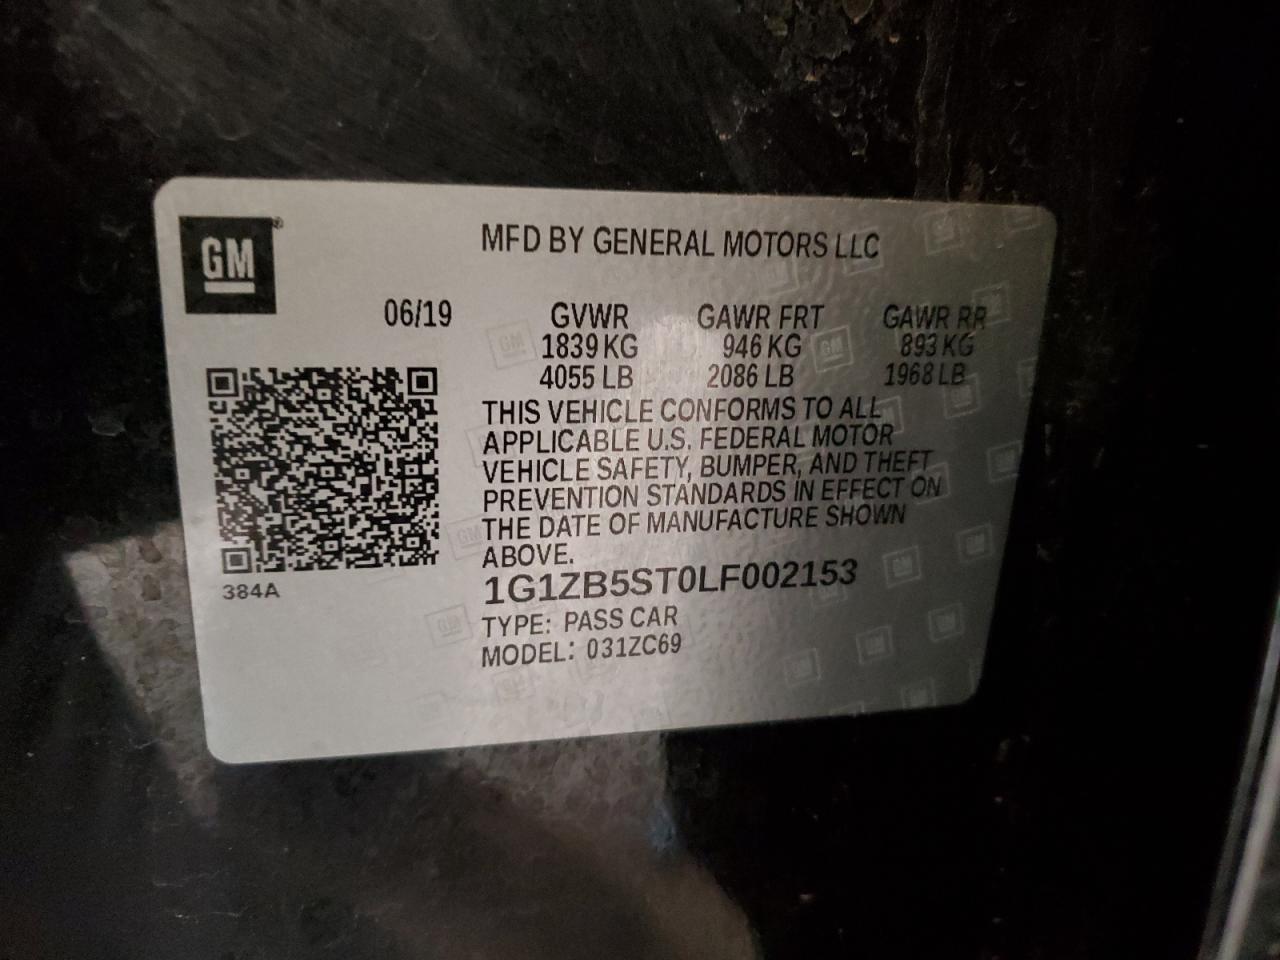 GM
MFD BY GENERAL MOTORS LLC
06/19 GVWR GAWR FRT GAWR RR
1839 KG 946 KG 893 KG
4055 LB 2086 LB 1968 LB
THIS VEHICLE CONFORMS TO ALL
APPLICABLE U.S. FEDERAL MOTOR
VEHICLE SAFETY, BUMPER, AND THEFT
PREVENTION STANDARDS IN EFFECT ON
THE DATE OF MANUFACTURE SHOWN
ABOVE.
384A
1G1ZB5ST0LF002153
TYPE: PASS CAR
MODEL: 031ZC69